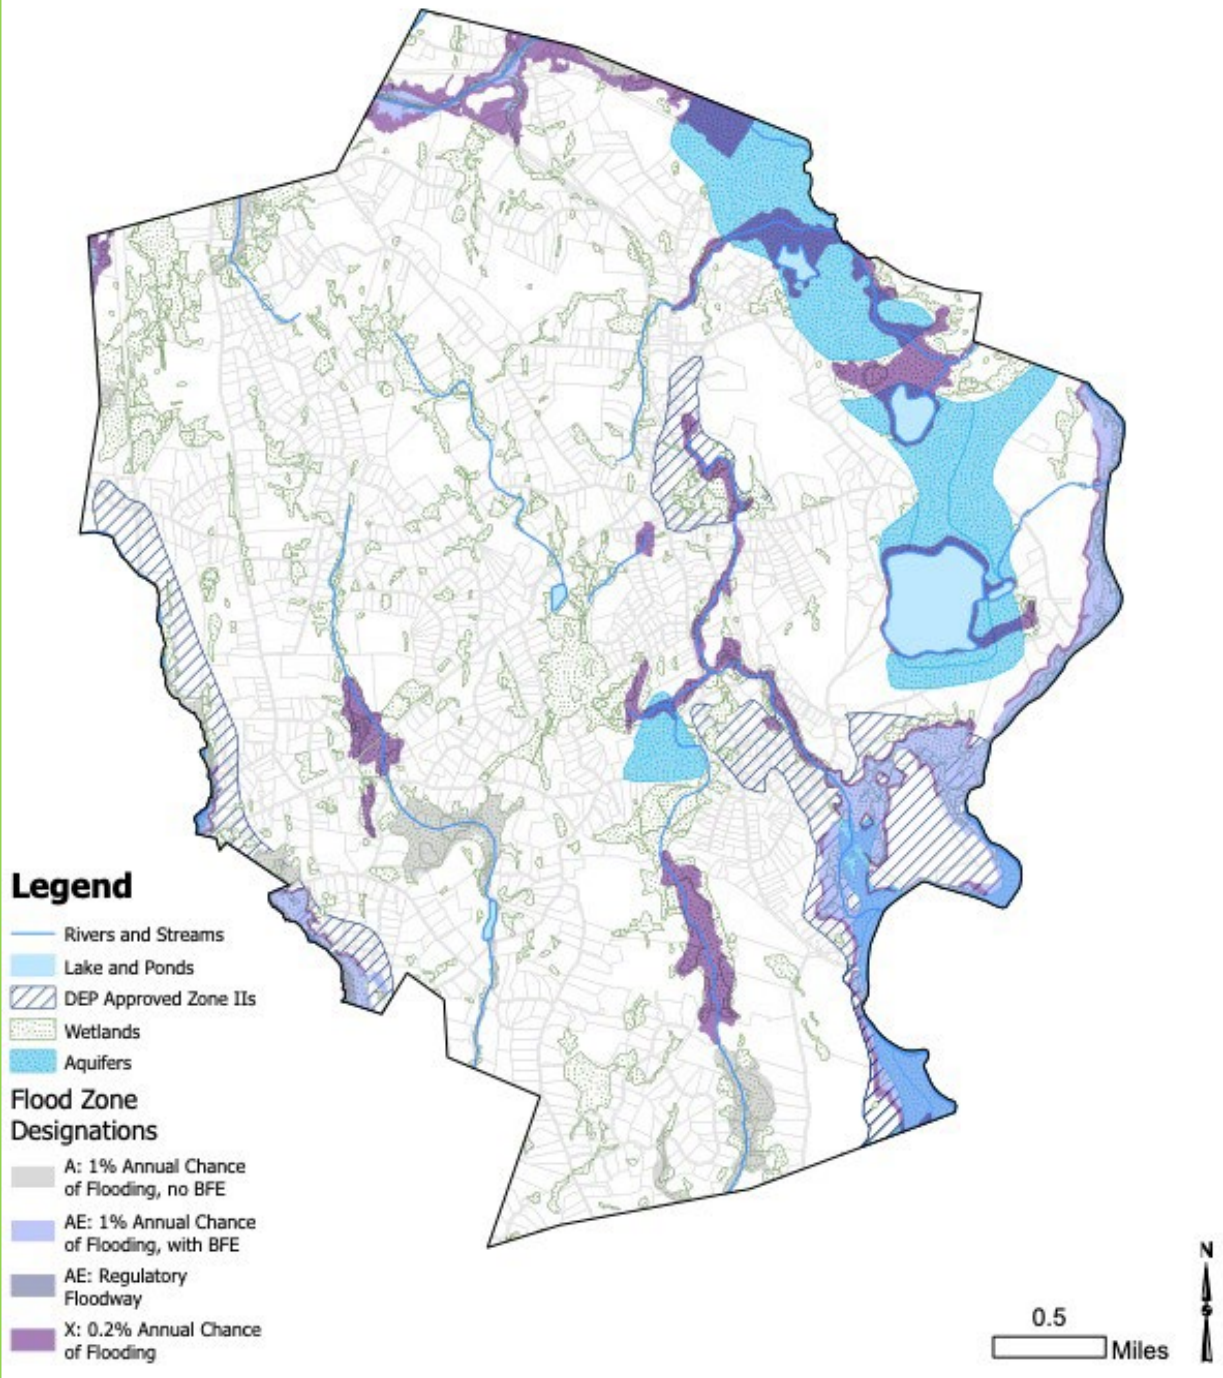 Legend
Rivers and Streams
Lake and Ponds
DEP Approved Zone IIs
Wetlands
Aquifers
Flood Zone
Designations
A: 1% Annual Chance
of Flooding, no BFE
AE: 1% Annual Chance
of Flooding, with BFE
AE: Regulatory
Floodway
X: 0.2% Annual Chance
of Flooding
N
S
0.5
Miles